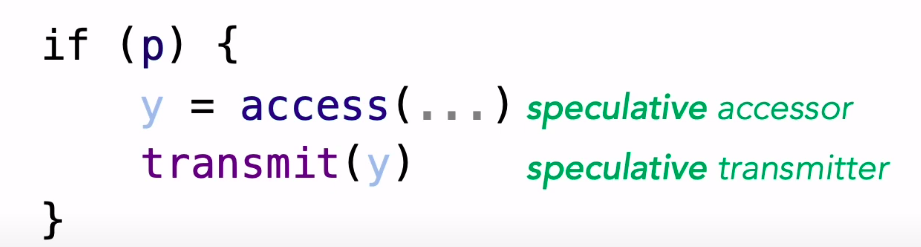 if (p) {
y = access(...) speculative accessor
transmit(y) speculative transmitter
}